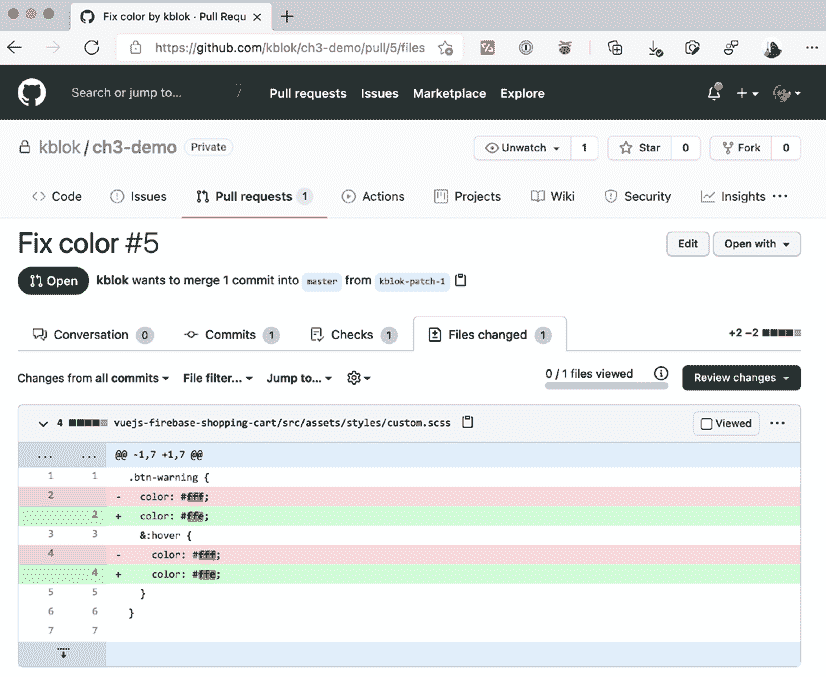 Fix color by kblok · Pull Requ
https://github.com/kblok/ch3-demo/pull/5/files
Search or jump to... / Pull requests Issues Marketplace Explore
kblok / ch3-demo Private Unwatch 1 Star 0 Fork 0
Code Issues Pull requests 1 Actions Projects Wiki Security Insights ...
Fix color #5 Edit Open with
Open kblok wants to merge 1 commit into master from kblok-patch-1
Conversation 0 Commits 1 Checks 1 Files changed 1 +2 −2
Changes from all commits File filter... Jump to... 0 / 1 files viewed Review changes
4 vuejs-firebase-shopping-cart/src/assets/styles/custom.scss Viewed ...
... ... @@ -1,7 +1,7 @@
1 1 .btn-warning {
2 - color: #fff;
2 + color: #ffe;
3 3 &:hover {
4 - color: #fff;
4 + color: #ffe;
5 5 }
6 6 }
7 7